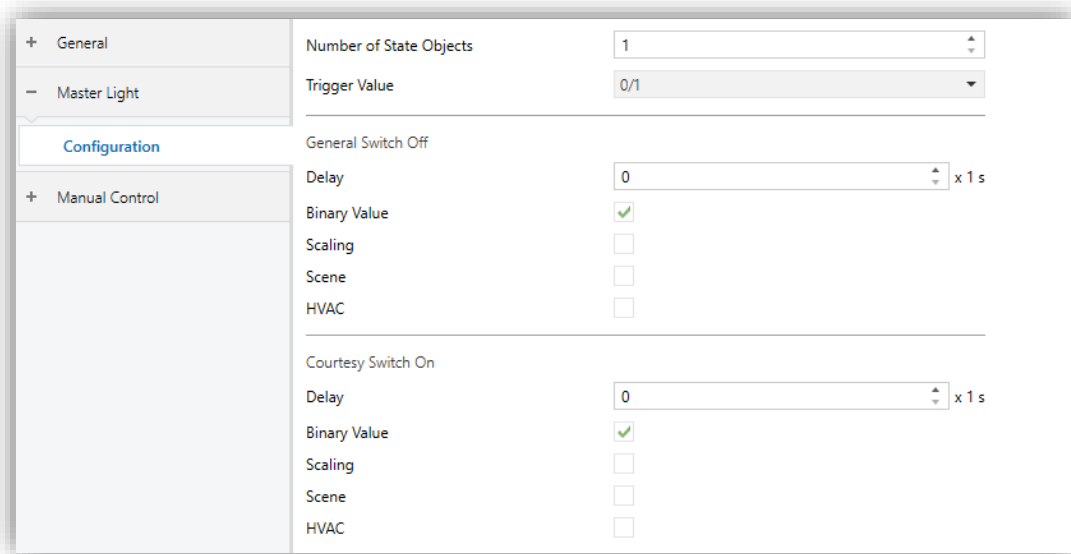 + General
− Master Light
Configuration
+ Manual Control
Number of State Objects 1
Trigger Value 0/1
General Switch Off
Delay 0 x 1 s
Binary Value
Scaling
Scene
HVAC
Courtesy Switch On
Delay 0 x 1 s
Binary Value
Scaling
Scene
HVAC